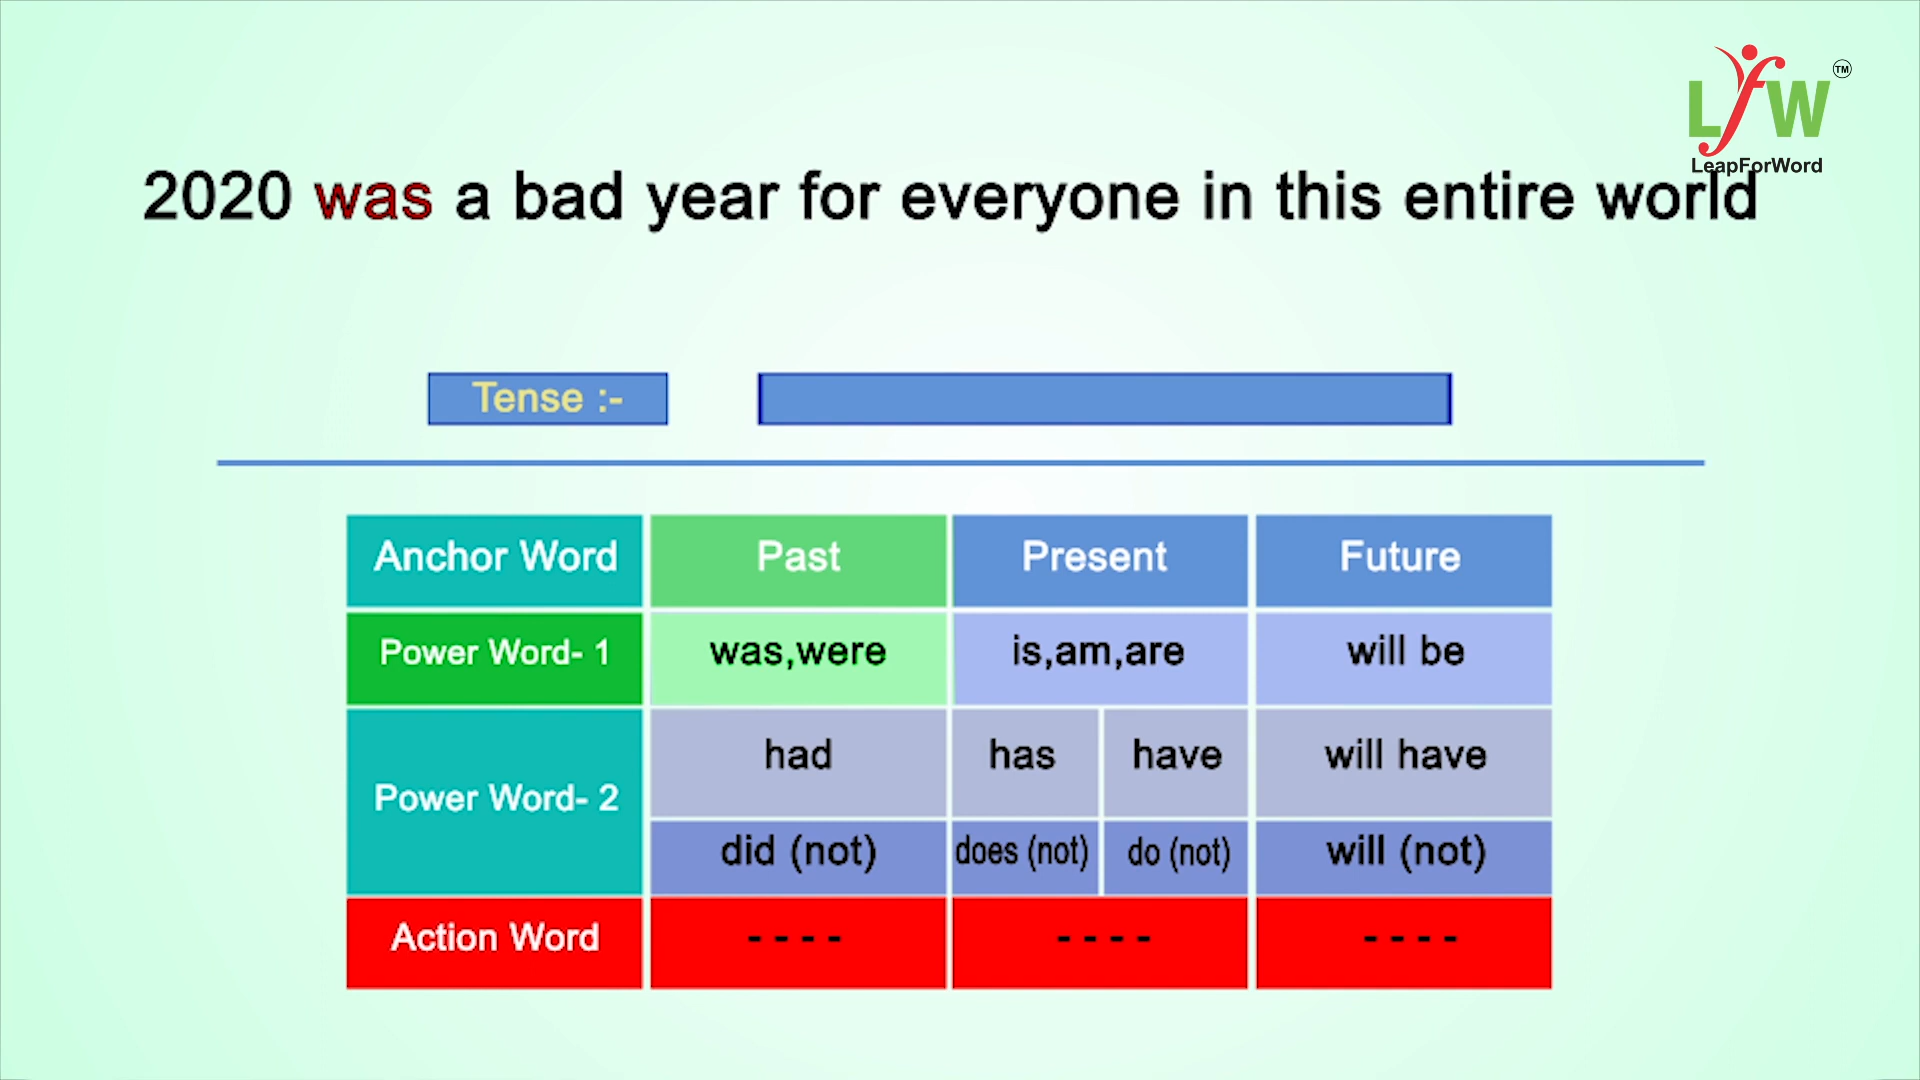 LfW TM
LeapForWord
2020 was a bad year for everyone in this entire world
Tense :-
Anchor Word Past Present Future
Power Word- 1 was,were is,am,are will be
Power Word- 2 had has have will have
did (not) does (not) do (not) will (not)
Action Word - - - - - - - - - - - -